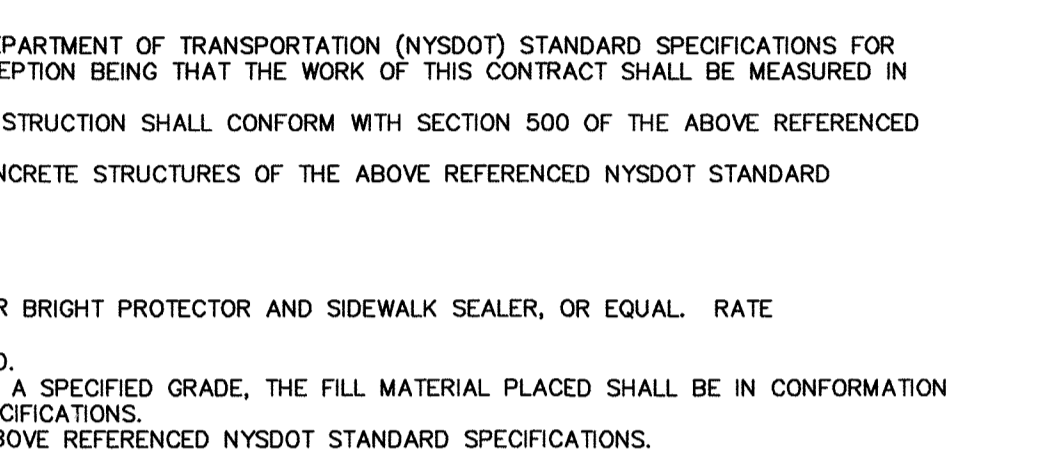 EPARTMENT OF TRANSPORTATION (NYSDOT) STANDARD SPECIFICATIONS FOR
EPTION BEING THAT THE WORK OF THIS CONTRACT SHALL BE MEASURED IN
STRUCTION SHALL CONFORM WITH SECTION 500 OF THE ABOVE REFERENCED
NCRETE STRUCTURES OF THE ABOVE REFERENCED NYSDOT STANDARD
R BRIGHT PROTECTOR AND SIDEWALK SEALER, OR EQUAL. RATE
D.
A SPECIFIED GRADE, THE FILL MATERIAL PLACED SHALL BE IN CONFORMATION
CIFICATIONS.
BOVE REFERENCED NYSDOT STANDARD SPECIFICATIONS.